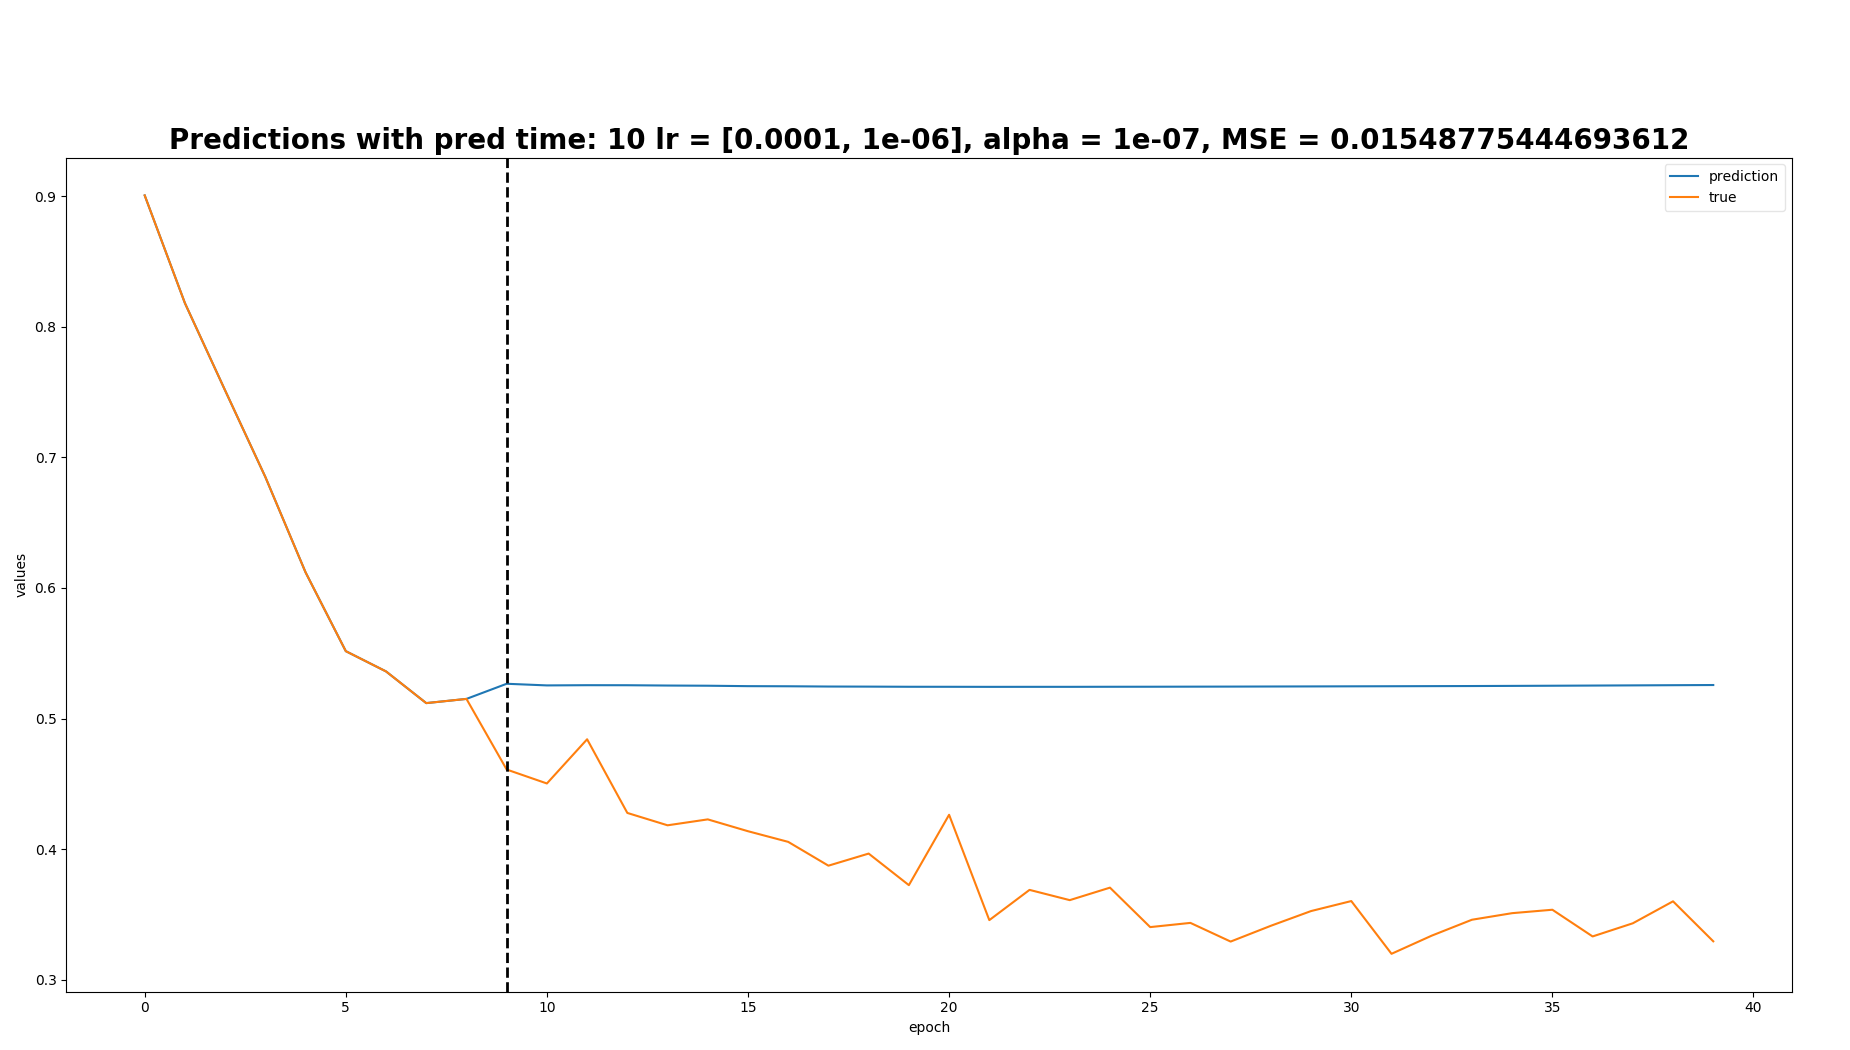 Predictions with pred time: 10 lr = [0.0001, 1e-06], alpha = 1e-07, MSE = 0.01548775444693612
prediction
true
0.9
0.8
0.7
0.6
0.5
0.4
0.3
values
0 5 10 15 20 25 30 35 40
epoch